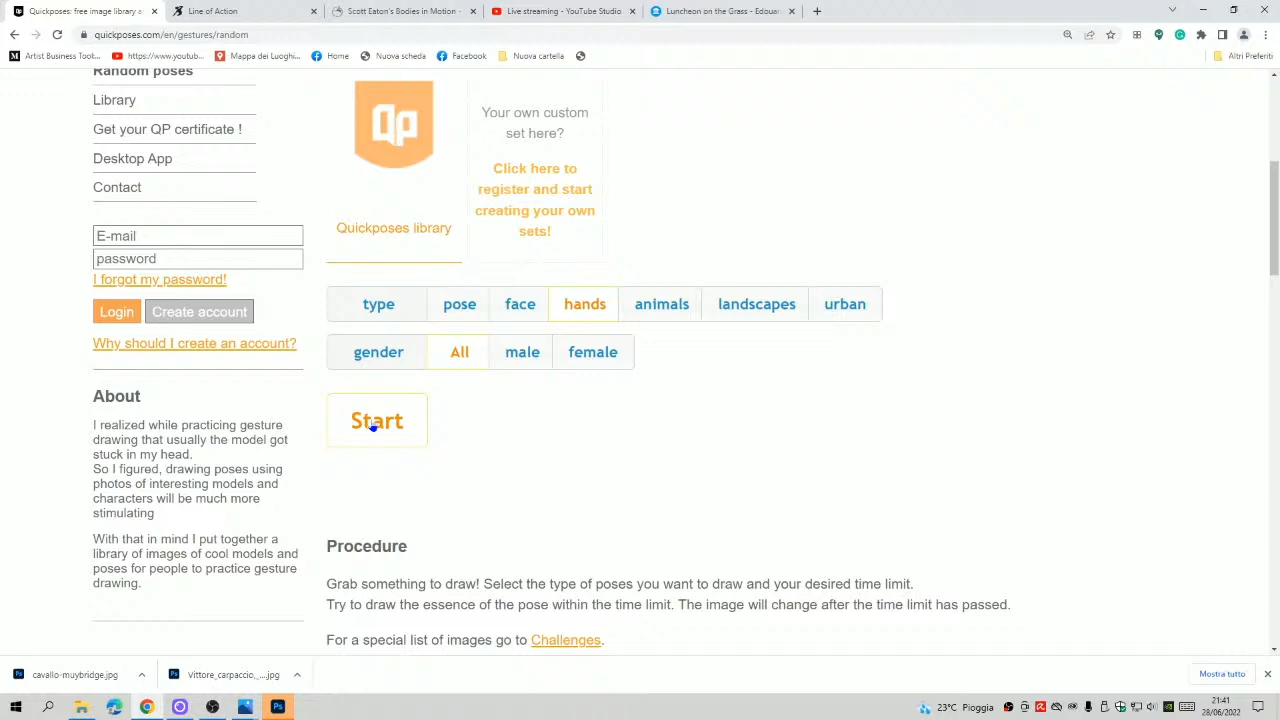 Quickposes: free image library f
Line of Action
Scott Eaton's Bodies in Motion -
Live streaming - YouTube Studio
Luncheon on the Grass - Edouar
quickposes.com/en/gestures/random
Artist Business Took...
https://www.youtub...
Mappa dei Luoghi...
Home
Nuova scheda
Facebook
Nuova cartella
Altri Preferiti
Random poses
Library
Get your QP certificate !
Desktop App
Contact
E-mail
password
I forgot my password!
Login
Create account
Why should I create an account?
About
I realized while practicing gesture
drawing that usually the model got
stuck in my head.
So I figured, drawing poses using
photos of interesting models and
characters will be much more
stimulating
With that in mind I put together a
library of images of cool models and
poses for people to practice gesture
drawing.
Qp
Quickposes library
Your own custom
set here?
Click here to
register and start
creating your own
sets!
type pose face hands animals landscapes urban
gender All male female
Start
Procedure
Grab something to draw! Select the type of poses you want to draw and your desired time limit.
Try to draw the essence of the pose within the time limit. The image will change after the time limit has passed.
For a special list of images go to Challenges.
cavallo-muybridge.jpg
Vittore_carpaccio,_...jpg
Mostra tutto
23°C Pioggia
21:41
28/06/2022